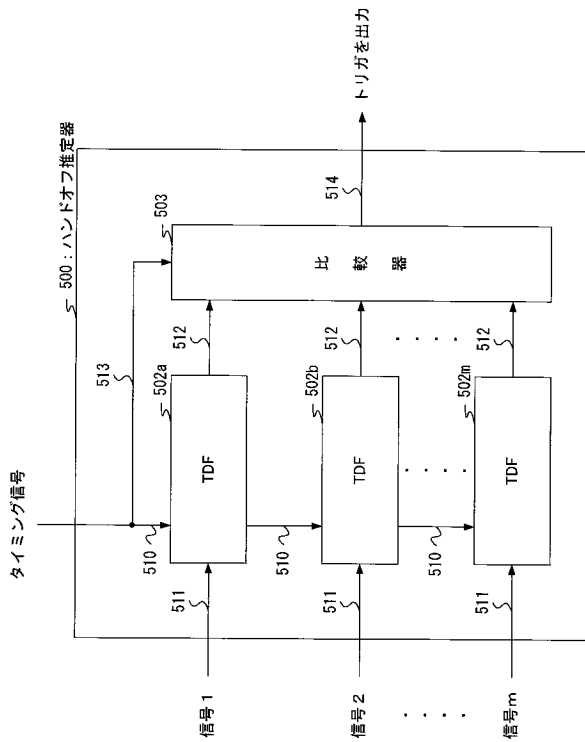 タイミング信号
500:ハンドオフ推定器
513
503
510
502a
TDF
512
511
信号1
510
502b
TDF
512
511
信号2
比較器
514
トリガを出力
・・・・
・・・・
・・・・
510
502m
TDF
512
511
信号m